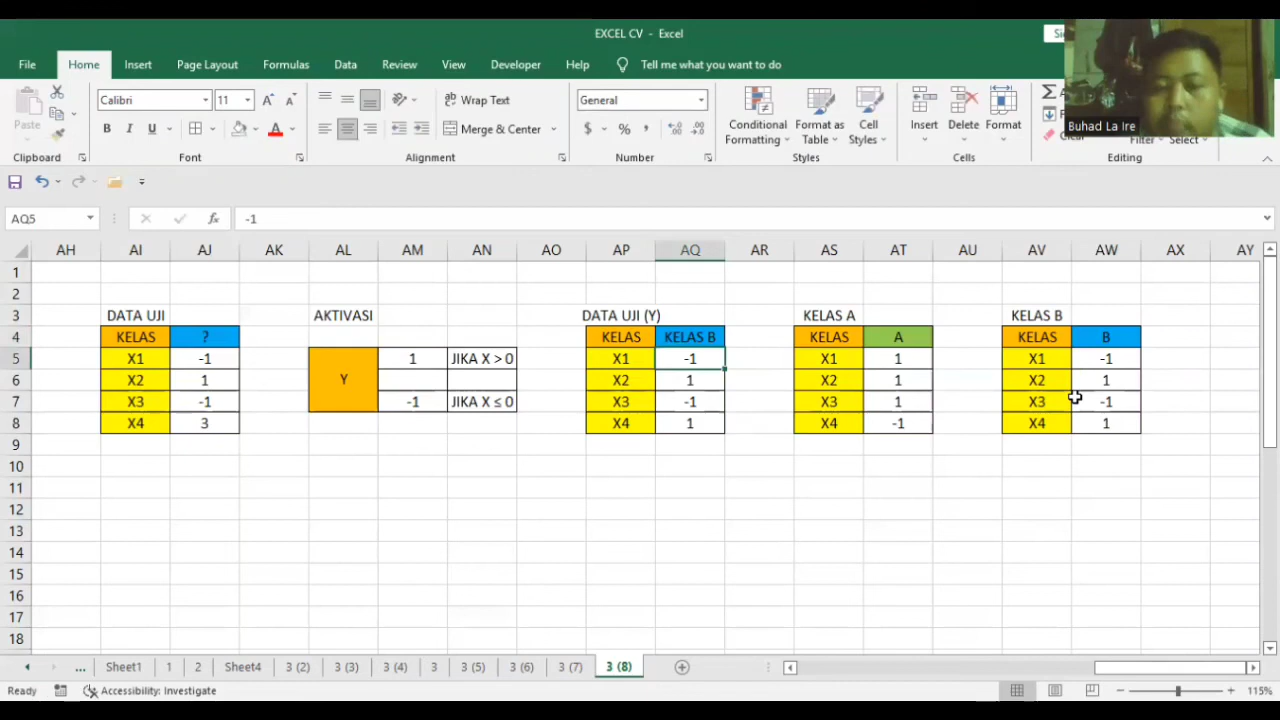 EXCEL CV - Excel
File Home Insert Page Layout Formulas Data Review View Developer Help Tell me what you want to do
Buhad La Ire
Paste
Calibri 11
B I U A
Wrap Text
Merge & Center
General
$ % ,
Conditional Formatting
Format as Table
Cell Styles
Insert Delete Format
Clear
Filter Select
Clipboard Font Alignment Number Styles Cells Editing
AQ5 fx -1
AH AI AJ AK AL AM AN AO AP AQ AR AS AT AU AV AW AX AY
1
2
3 DATA UJI AKTIVASI DATA UJI (Y) KELAS A KELAS B
4 KELAS ? KELAS KELAS B KELAS A KELAS B
5 X1 -1 1 JIKA X > 0 X1 -1 X1 1 X1 -1
6 X2 1 Y X2 1 X2 1 X2 1
7 X3 -1 -1 JIKA X ≤ 0 X3 -1 X3 1 X3 -1
8 X4 3 X4 1 X4 -1 X4 1
9
10
11
12
13
14
15
16
17
18
... Sheet1 1 2 Sheet4 3 (2) 3 (3) 3 (4) 3 3 (5) 3 (6) 3 (7) 3 (8)
Ready Accessibility: Investigate 115%